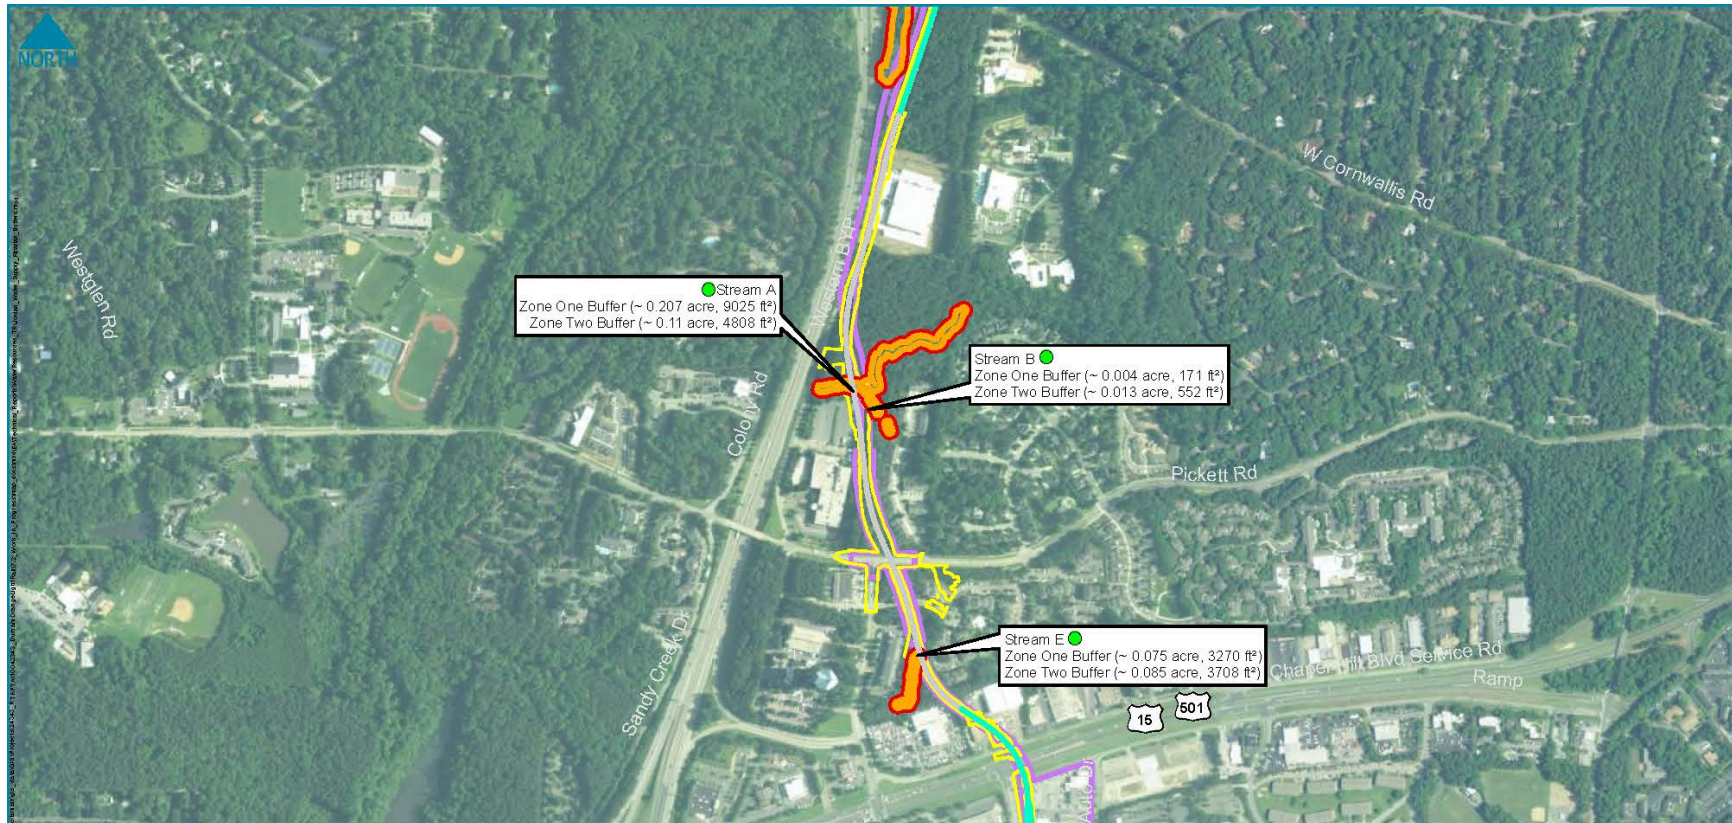 NORTH
W Cornwallis Rd
Westglen Rd
Western BYP
Stream A
Zone One Buffer (~ 0.207 acre, 9025 ft²)
Zone Two Buffer (~ 0.11 acre, 4808 ft²)
Stream B
Zone One Buffer (~ 0.004 acre, 171 ft²)
Zone Two Buffer (~ 0.013 acre, 552 ft²)
Colony Rd
Pickett Rd
Sandy Creek Dr
Stream E
Zone One Buffer (~ 0.075 acre, 3270 ft²)
Zone Two Buffer (~ 0.085 acre, 3708 ft²)
Chapel Hill Blvd Service Rd
Ramp
15
501
Auto Dr